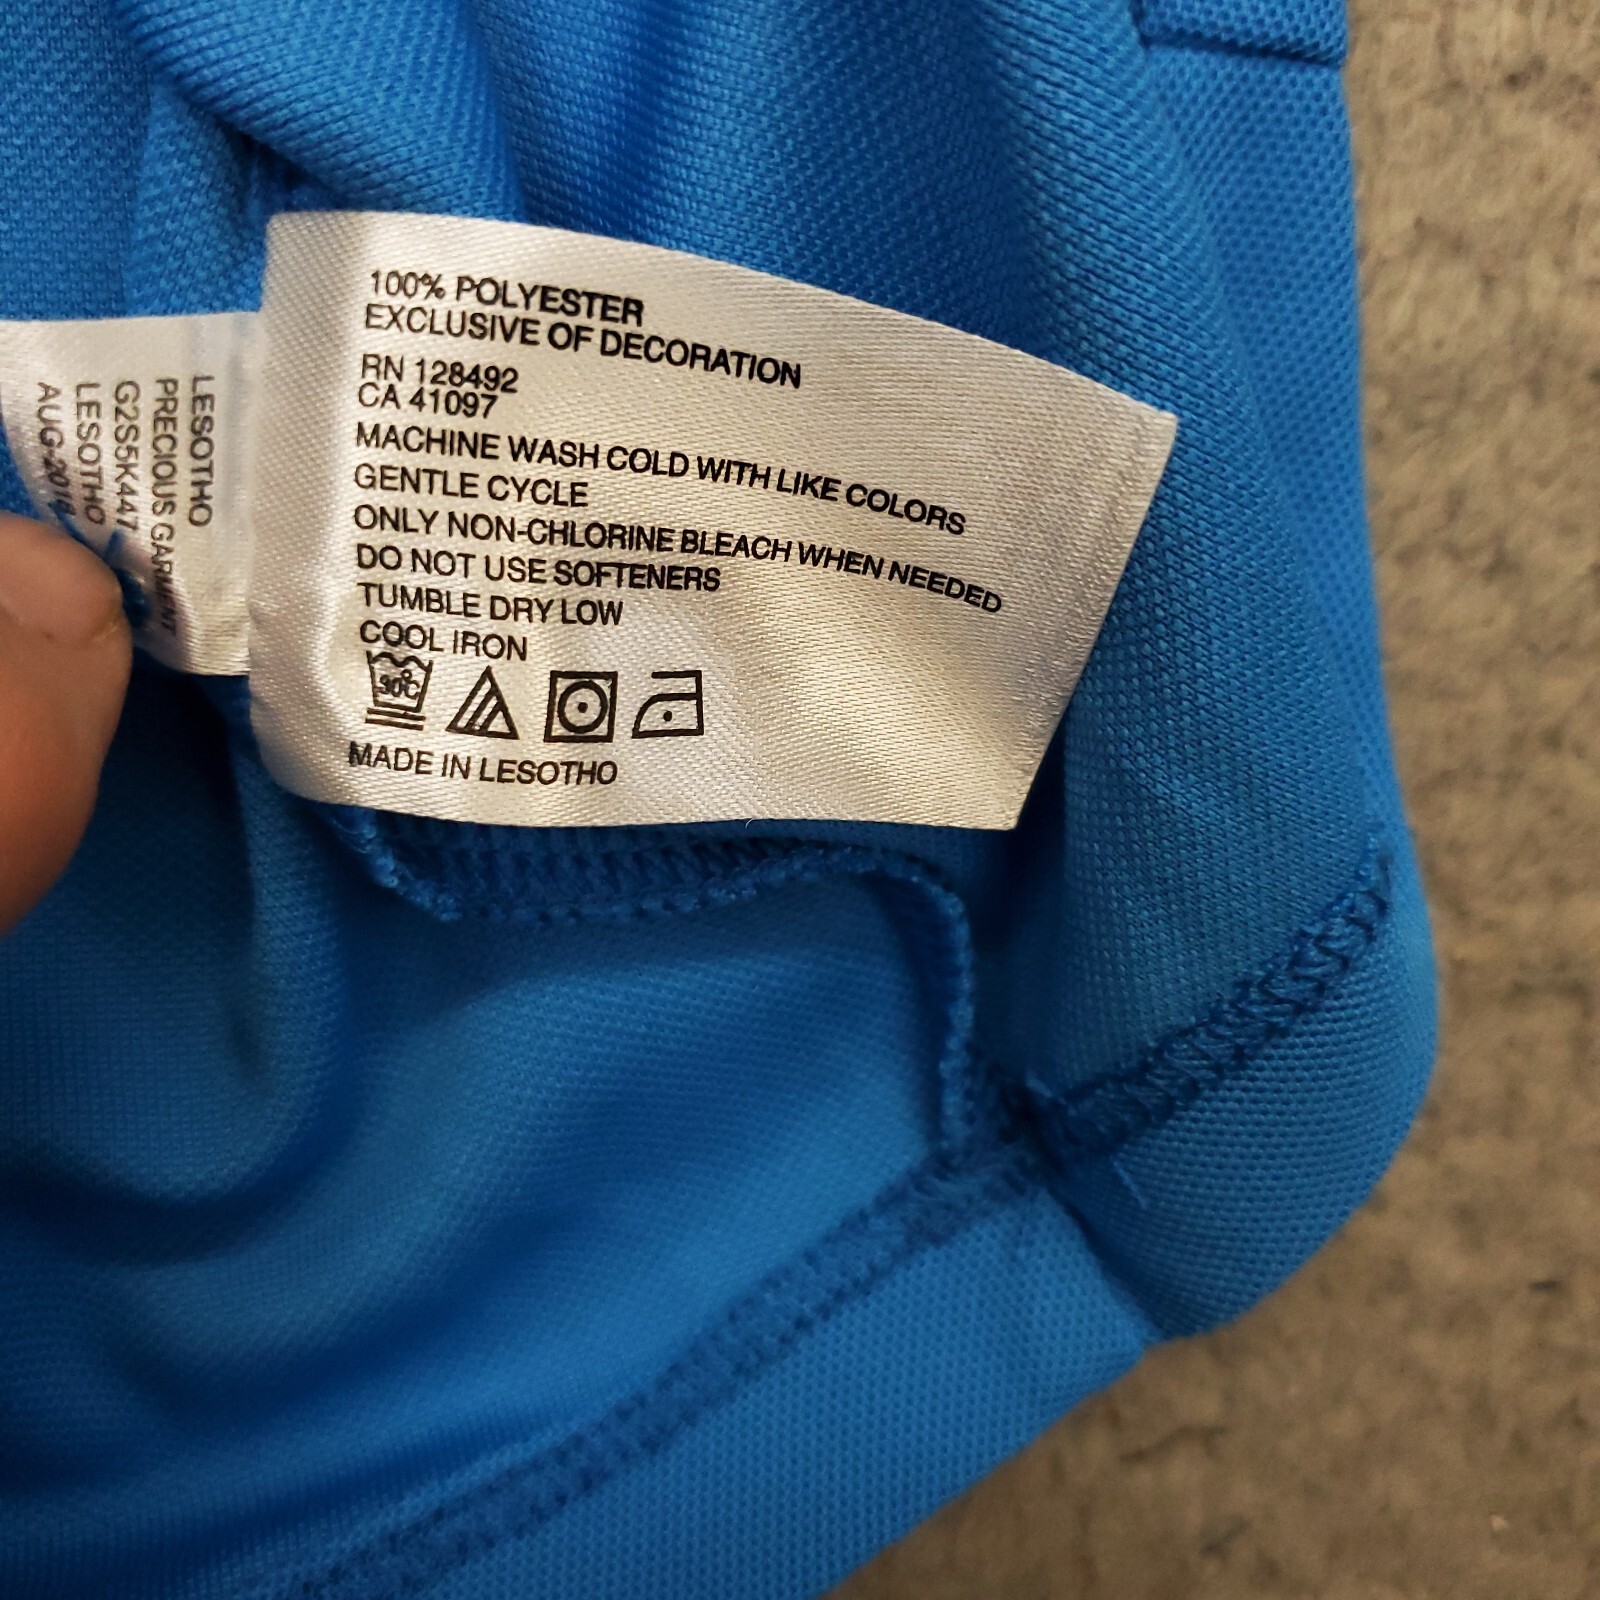 100% POLYESTER
EXCLUSIVE OF DECORATION
RN 128492
CA 41097
MACHINE WASH COLD WITH LIKE COLORS
GENTLE CYCLE
ONLY NON-CHLORINE BLEACH WHEN NEEDED
DO NOT USE SOFTENERS
TUMBLE DRY LOW
COOL IRON
30°C
MADE IN LESOTHO
LESOTHO
PRECIOUS GARMENT
G2S5K447
LESOTHO